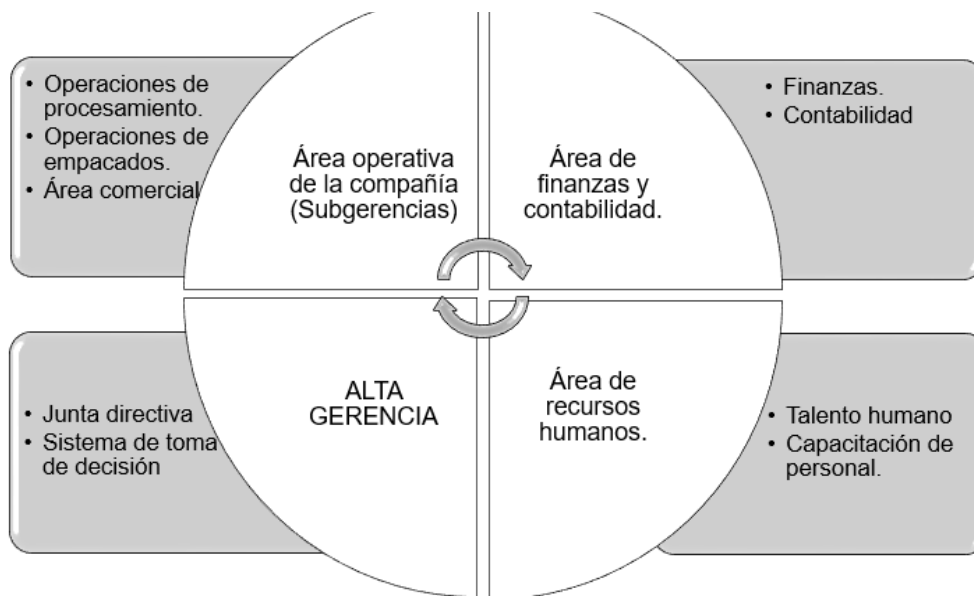 • Operaciones de
procesamiento.
• Operaciones de
empacados.
• Área comercial
Área operativa
de la compañía
(Subgerencias)
Área de
finanzas y
contabilidad.
• Finanzas.
• Contabilidad
• Junta directiva
• Sistema de toma
de decisión
ALTA
GERENCIA
Área de
recursos
humanos.
• Talento humano
• Capacitación de
personal.